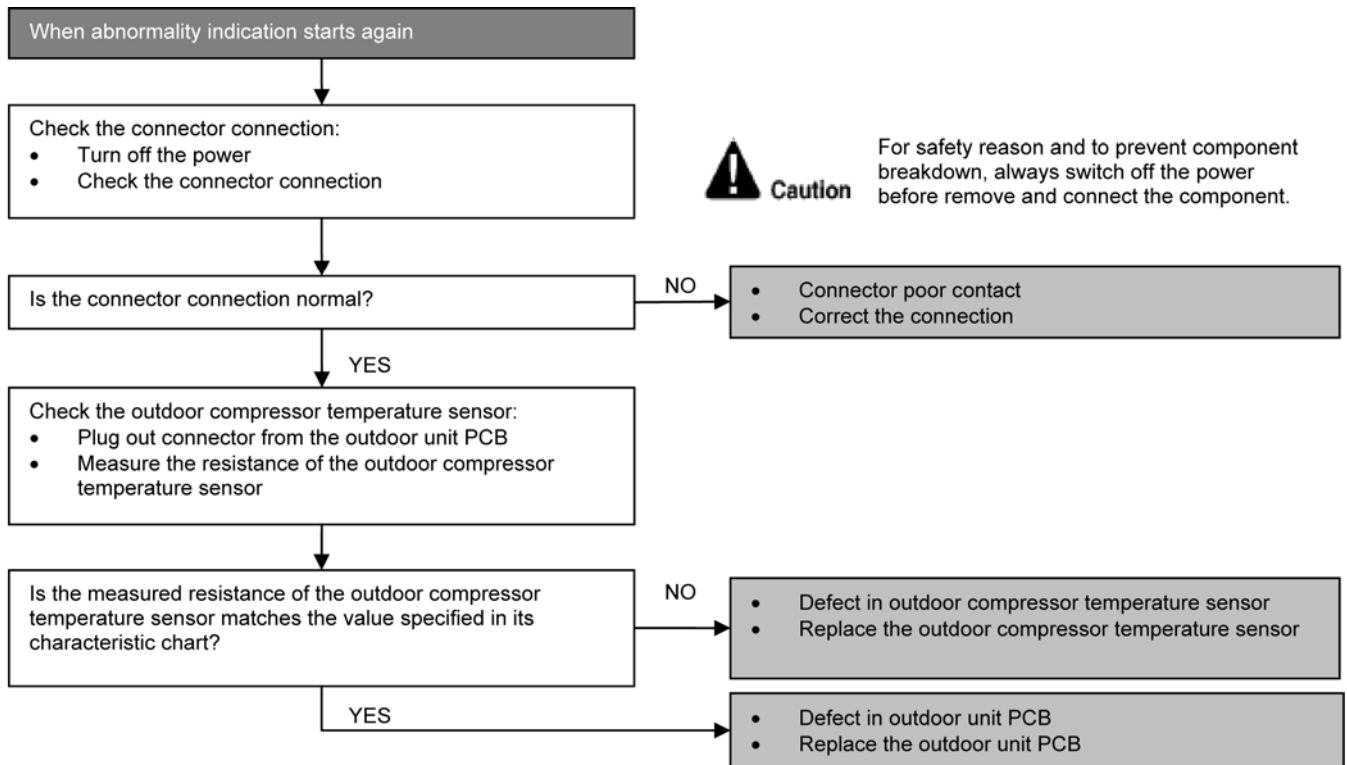 When abnormality indication starts again
Check the connector connection:
• Turn off the power
• Check the connector connection
Caution
For safety reason and to prevent component
breakdown, always switch off the power
before remove and connect the component.
Is the connector connection normal?
NO
• Connector poor contact
• Correct the connection
YES
Check the outdoor compressor temperature sensor:
• Plug out connector from the outdoor unit PCB
• Measure the resistance of the outdoor compressor
temperature sensor
Is the measured resistance of the outdoor compressor
temperature sensor matches the value specified in its
characteristic chart?
NO
• Defect in outdoor compressor temperature sensor
• Replace the outdoor compressor temperature sensor
YES
• Defect in outdoor unit PCB
• Replace the outdoor unit PCB